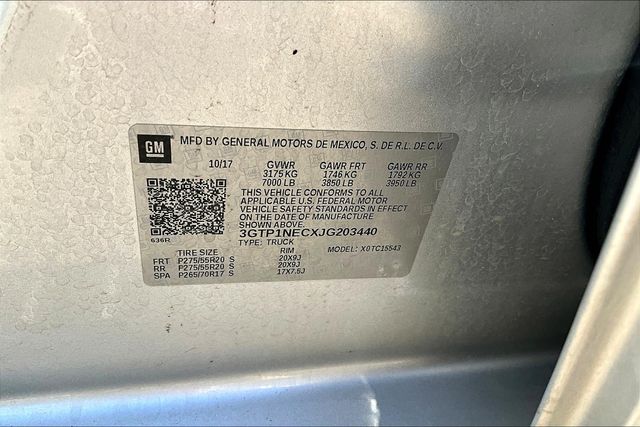 GM MFD BY GENERAL MOTORS DE MEXICO, S. DE R.L. DE C.V.
10/17 GVWR GAWR FRT GAWR RR
3175 KG 1746 KG 1792 KG
7000 LB 3850 LB 3950 LB
THIS VEHICLE CONFORMS TO ALL
APPLICABLE U.S. FEDERAL MOTOR
VEHICLE SAFETY STANDARDS IN EFFECT
ON THE DATE OF MANUFACTURE
SHOWN ABOVE.
3GTP1NECXJG203440
636R TYPE: TRUCK MODEL: X0TC15543
TIRE SIZE RIM
FRT P275/55R20 S 20X9J
RR P275/55R20 S 20X9J
SPA P265/70R17 S 17X7.5J